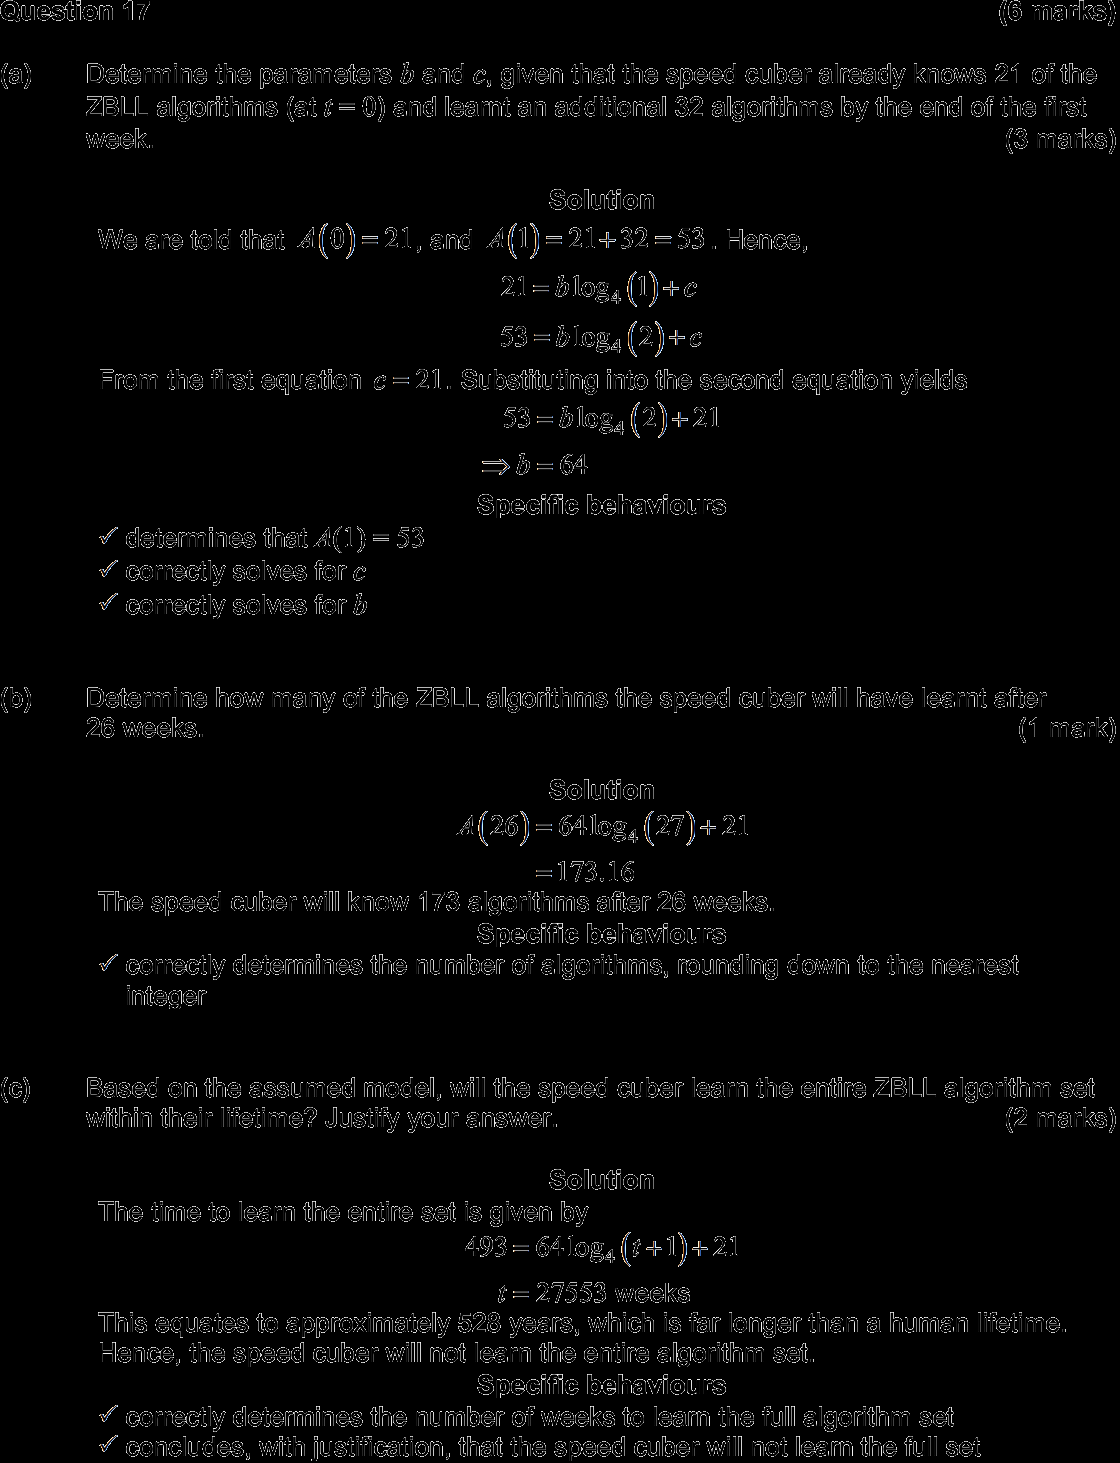 Question 17 (6 marks)
(a) Determine the parameters b and c, given that the speed cuber already knows 21 of the
ZBLL algorithms (at t = 0) and learnt an additional 32 algorithms by the end of the first
week. (3 marks)
Solution
We are told that A(0) = 21, and A(1) = 21 + 32 = 53. Hence,
21 = b log₄(1) + c
53 = b log₄(2) + c
From the first equation c = 21. Substituting into the second equation yields
53 = b log₄(2) + 21
⇒ b = 64
Specific behaviours
✓ determines that A(1) = 53
✓ correctly solves for c
✓ correctly solves for b
(b) Determine how many of the ZBLL algorithms the speed cuber will have learnt after
26 weeks. (1 mark)
Solution
A(26) = 64 log₄(27) + 21
= 173.16
The speed cuber will know 173 algorithms after 26 weeks.
Specific behaviours
✓ correctly determines the number of algorithms, rounding down to the nearest
integer
(c) Based on the assumed model, will the speed cuber learn the entire ZBLL algorithm set
within their lifetime? Justify your answer. (2 marks)
Solution
The time to learn the entire set is given by
493 = 64 log₄(t + 1) + 21
t = 27553 weeks
This equates to approximately 528 years, which is far longer than a human lifetime.
Hence, the speed cuber will not learn the entire algorithm set.
Specific behaviours
✓ correctly determines the number of weeks to learn the full algorithm set
✓ concludes, with justification, that the speed cuber will not learn the full set